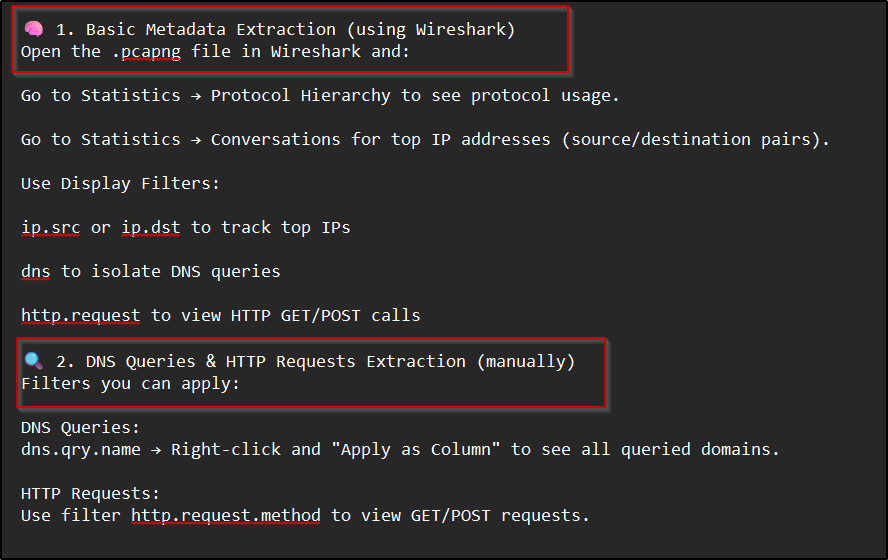 🧠 1. Basic Metadata Extraction (using Wireshark)
Open the .pcapng file in Wireshark and:
Go to Statistics → Protocol Hierarchy to see protocol usage.
Go to Statistics → Conversations for top IP addresses (source/destination pairs).
Use Display Filters:
ip.src or ip.dst to track top IPs
dns to isolate DNS queries
http.request to view HTTP GET/POST calls
🔍 2. DNS Queries & HTTP Requests Extraction (manually)
Filters you can apply:
DNS Queries:
dns.qry.name → Right-click and "Apply as Column" to see all queried domains.
HTTP Requests:
Use filter http.request.method to view GET/POST requests.